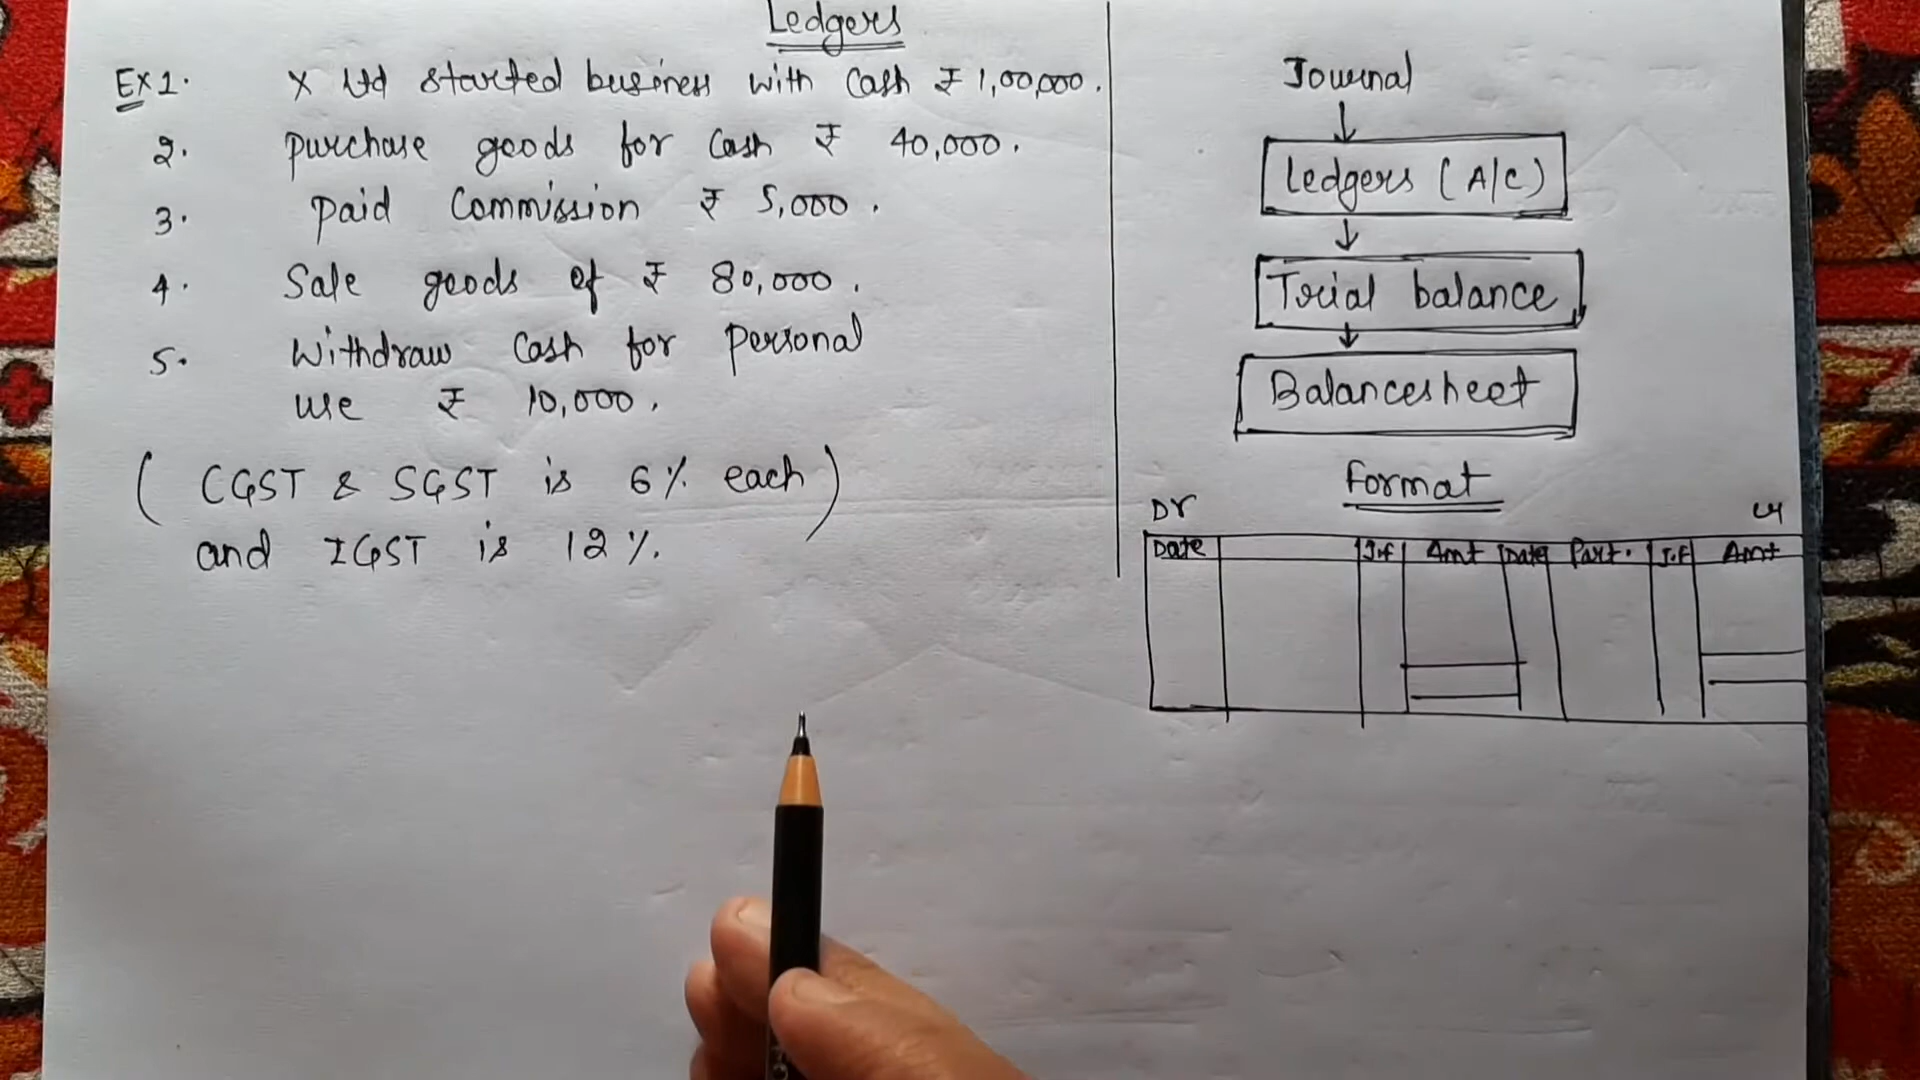 Ledgers
EX 1. X Ltd started business with Cash ₹ 1,00,000.
2. purchase goods for Cash ₹ 40,000.
3. paid Commission ₹ 5,000.
4. Sale goods of ₹ 80,000.
5. Withdraw Cash for personal
use ₹ 10,000.
( CGST & SGST is 6% each )
and IGST is 12%.
Journal
Ledgers (A/C)
Trial balance
Balancesheet
Format
Dr Cr
Date J.f Amt Date Part. J.F Amt